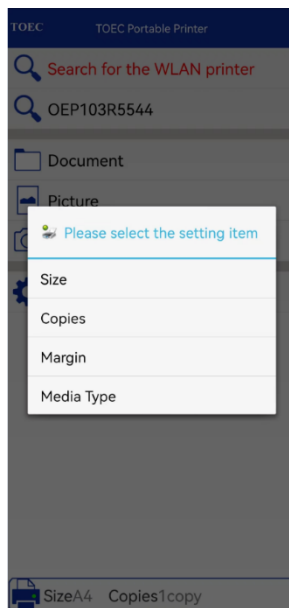 TOEC TOEC Portable Printer
Search for the WLAN printer
OEP103R5544
Document
Picture
Please select the setting item
Size
Copies
Margin
Media Type
SizeA4 Copies1copy